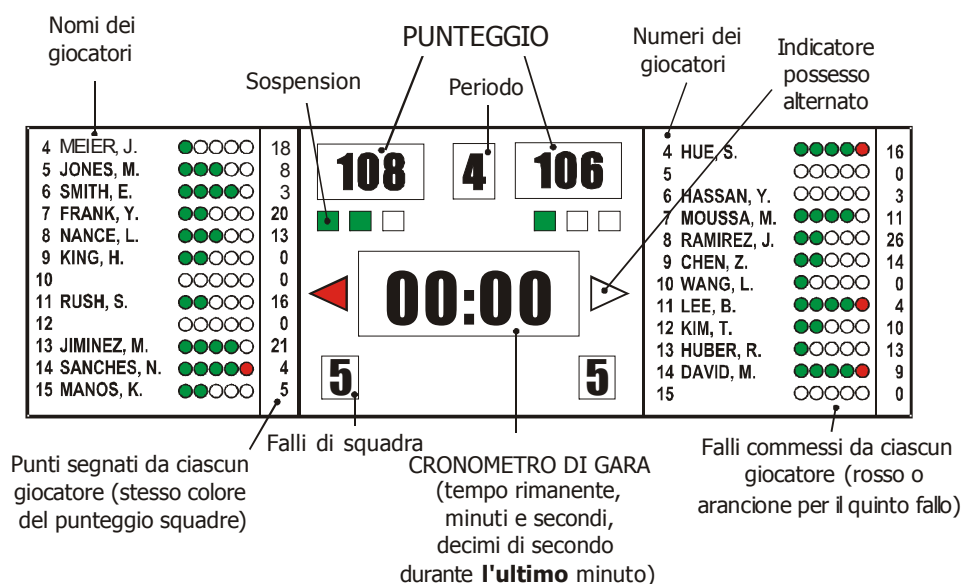 Nomi dei
giocatori
Sospension
PUNTEGGIO
Periodo
Numeri dei
giocatori
Indicatore
possesso
alternato
4 MEIER, J. 18
5 JONES, M. 8
6 SMITH, E. 3
7 FRANK, Y. 20
8 NANCE, L. 13
9 KING, H. 0
10 0
11 RUSH, S. 16
12 0
13 JIMINEZ, M. 21
14 SANCHES, N. 4
15 MANOS, K. 5
108 4 106
00:00
5 5
4 HUE, S. 16
5 0
6 HASSAN, Y. 3
7 MOUSSA, M. 11
8 RAMIREZ, J. 26
9 CHEN, Z. 14
10 WANG, L. 0
11 LEE, B. 4
12 KIM, T. 10
13 HUBER, R. 13
14 DAVID, M. 9
15 0
Punti segnati da ciascun
giocatore (stesso colore
del punteggio squadre)
Falli di squadra
CRONOMETRO DI GARA
(tempo rimanente,
minuti e secondi,
decimi di secondo
durante l'ultimo minuto)
Falli commessi da ciascun
giocatore (rosso o
arancione per il quinto fallo)